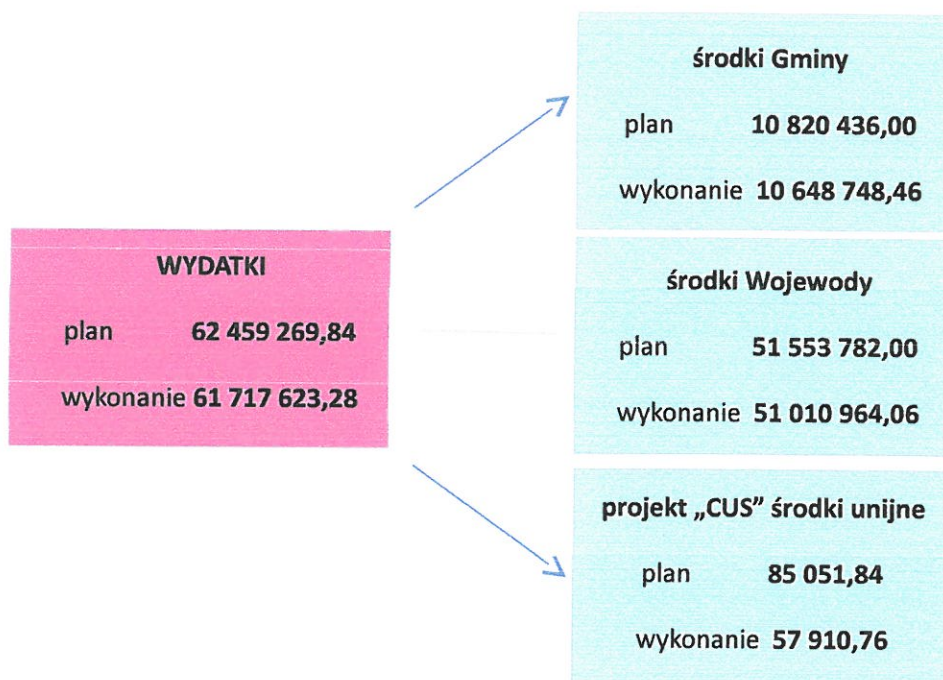 WYDATKI
plan 62 459 269,84
wykonanie 61 717 623,28
środki Gminy
plan 10 820 436,00
wykonanie 10 648 748,46
środki Wojewody
plan 51 553 782,00
wykonanie 51 010 964,06
projekt „CUS” środki unijne
plan 85 051,84
wykonanie 57 910,76